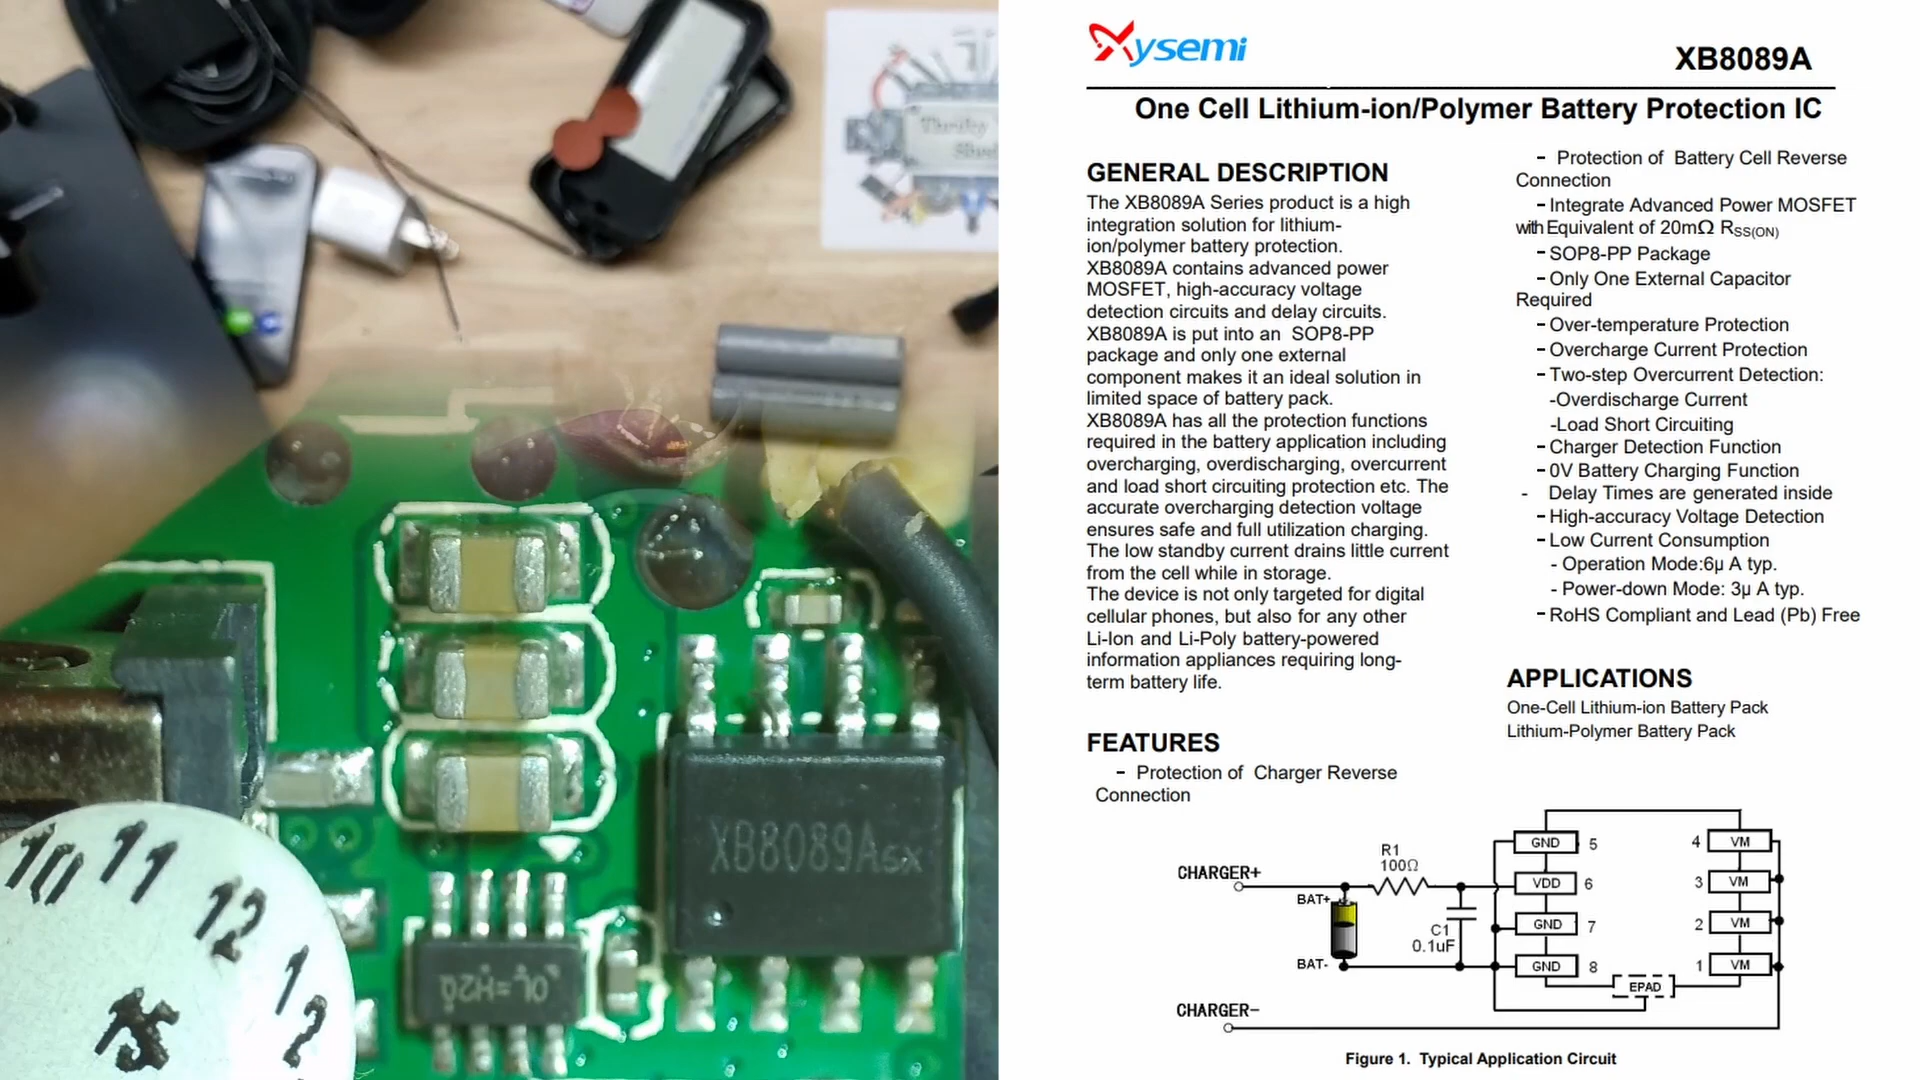 Thrifty
XB8089Asx
OL=H2Q
10
11
12
1
2
Xysemi
XB8089A
One Cell Lithium-ion/Polymer Battery Protection IC
GENERAL DESCRIPTION
The XB8089A Series product is a high
integration solution for lithium-
ion/polymer battery protection.
XB8089A contains advanced power
MOSFET, high-accuracy voltage
detection circuits and delay circuits.
XB8089A is put into an SOP8-PP
package and only one external
component makes it an ideal solution in
limited space of battery pack.
XB8089A has all the protection functions
required in the battery application including
overcharging, overdischarging, overcurrent
and load short circuiting protection etc. The
accurate overcharging detection voltage
ensures safe and full utilization charging.
The low standby current drains little current
from the cell while in storage.
The device is not only targeted for digital
cellular phones, but also for any other
Li-Ion and Li-Poly battery-powered
information appliances requiring long-
term battery life.
FEATURES
- Protection of Charger Reverse
Connection
- Protection of Battery Cell Reverse
Connection
- Integrate Advanced Power MOSFET
with Equivalent of 20mΩ RSS(ON)
- SOP8-PP Package
- Only One External Capacitor
Required
- Over-temperature Protection
- Overcharge Current Protection
- Two-step Overcurrent Detection:
-Overdischarge Current
-Load Short Circuiting
- Charger Detection Function
- 0V Battery Charging Function
- Delay Times are generated inside
- High-accuracy Voltage Detection
- Low Current Consumption
- Operation Mode:6μ A typ.
- Power-down Mode: 3μ A typ.
- RoHS Compliant and Lead (Pb) Free
APPLICATIONS
One-Cell Lithium-ion Battery Pack
Lithium-Polymer Battery Pack
CHARGER+
BAT+
R1
100Ω
C1
0.1uF
BAT-
CHARGER-
GND 5
VDD 6
GND 7
GND 8
4 VM
3 VM
2 VM
1 VM
EPAD
Figure 1. Typical Application Circuit